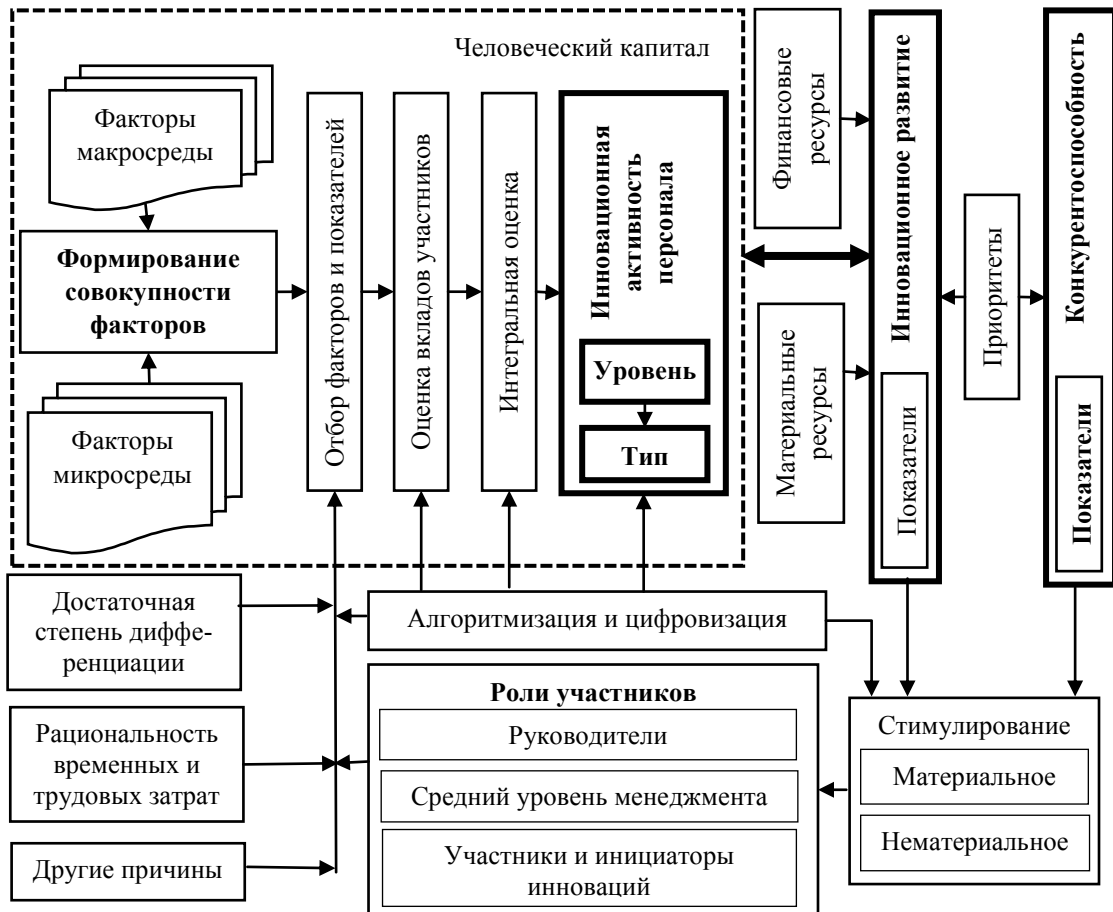 Человеческий капитал
Факторы
макросреды
Формирование
совокупности
факторов
Факторы
микросреды
Отбор факторов и показателей
Оценка вкладов участников
Интегральная оценка
Инновационная
активность
персонала
Уровень
Тип
Финансовые
ресурсы
Материальные
ресурсы
Инновационное развитие
Показатели
Приоритеты
Конкурентоспособность
Показатели
Достаточная
степень диффе-
ренциации
Рациональность
временных и
трудовых затрат
Другие причины
Алгоритмизация и цифровизация
Роли участников
Руководители
Средний уровень менеджмента
Участники и инициаторы
инноваций
Стимулирование
Материальное
Нематериальное